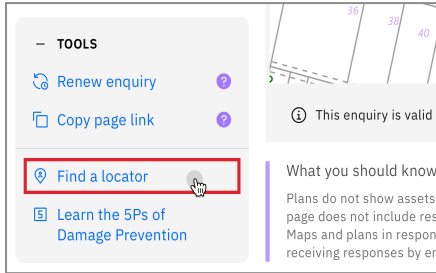 36
38
40
– TOOLS
Renew enquiry ?
Copy page link ?
This enquiry is valid
Find a locator
5 Learn the 5Ps of
Damage Prevention
What you should know
Plans do not show assets
page does not include res
Maps and plans in respon
receiving responses by em